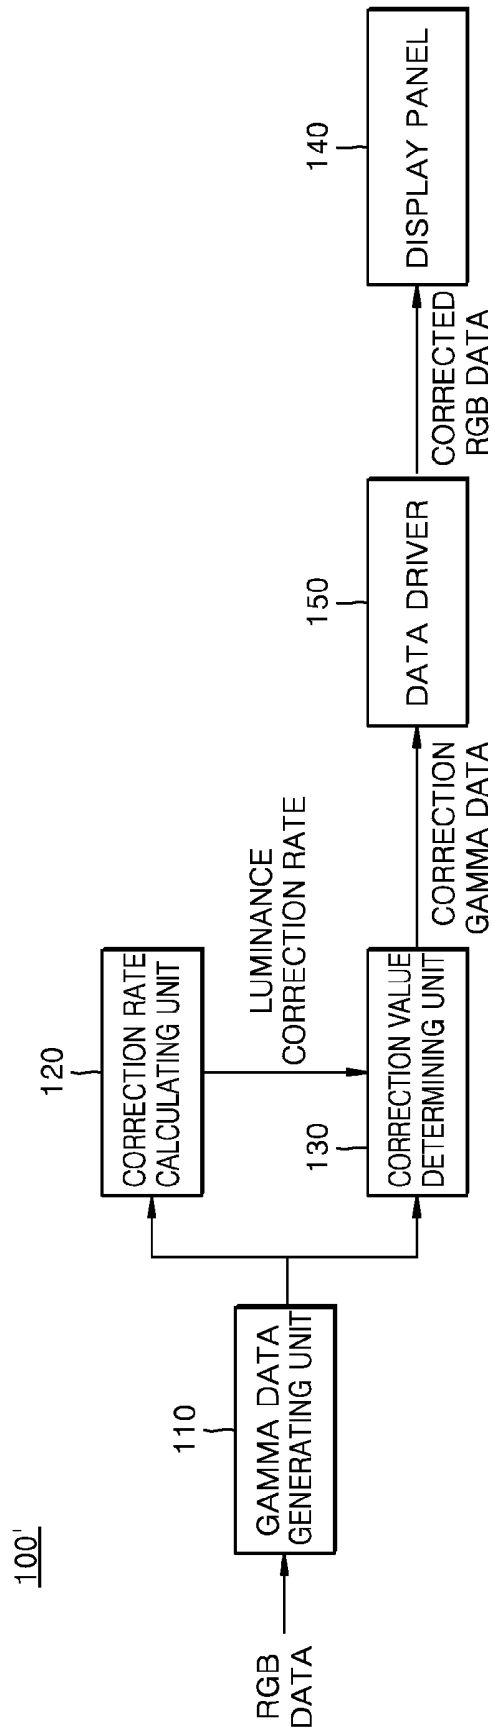 100'
RGB
DATA
110
GAMMA DATA
GENERATING UNIT
120
CORRECTION RATE
CALCULATING UNIT
LUMINANCE
CORRECTION RATE
130
CORRECTION VALUE
DETERMINING UNIT
CORRECTION
GAMMA DATA
150
DATA DRIVER
CORRECTED
RGB DATA
140
DISPLAY PANEL